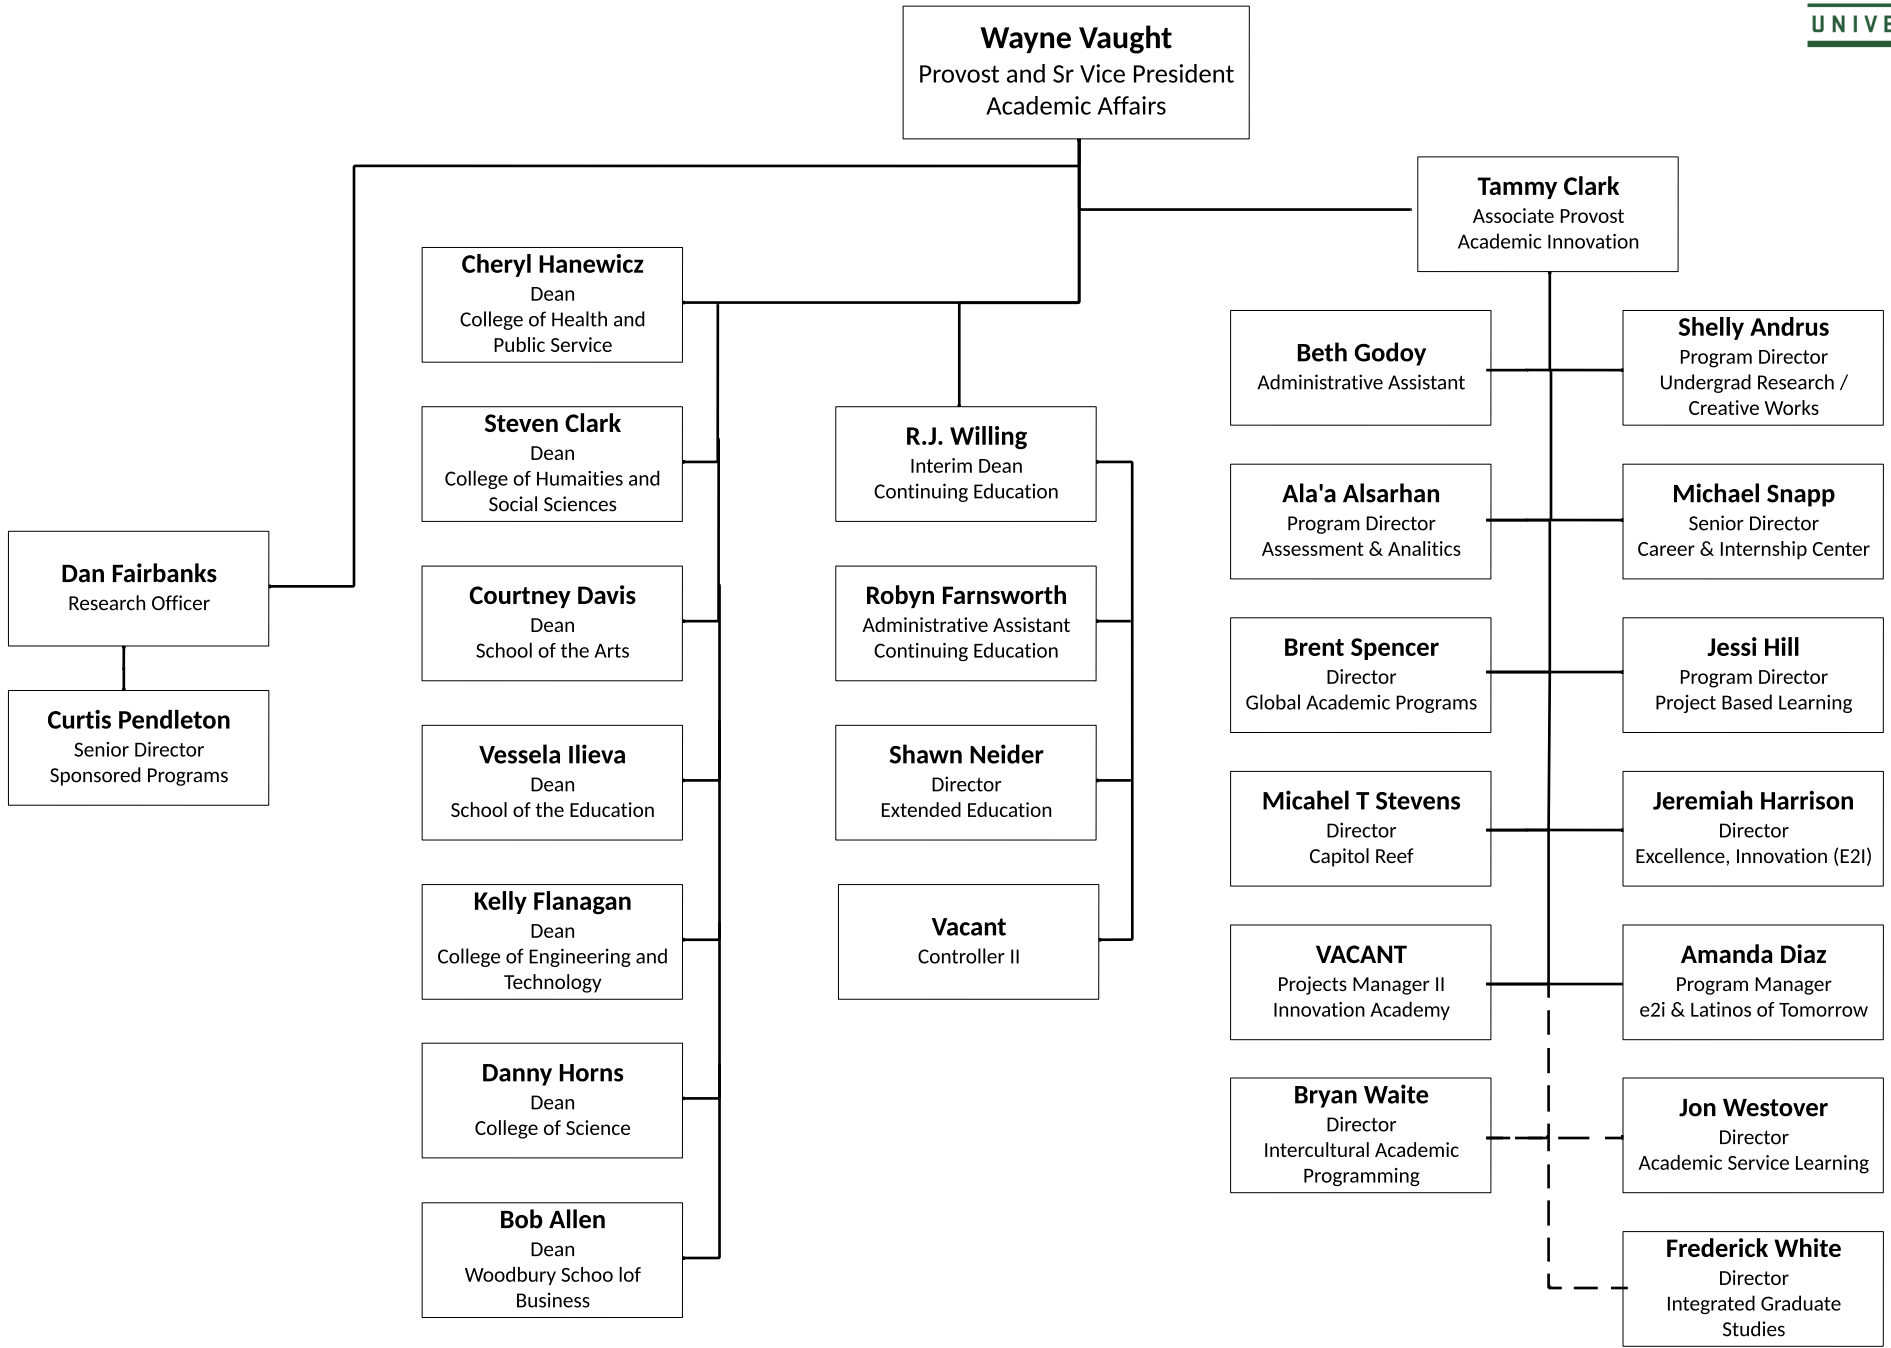 Wayne Vaught
Provost and Sr Vice President
Academic Affairs
Tammy Clark
Associate Provost
Academic Innovation
Cheryl Hanewicz
Dean
College of Health and
Public Service
Steven Clark
Dean
College of Humaities and
Social Sciences
Courtney Davis
Dean
School of the Arts
Vessela Ilieva
Dean
School of the Education
Kelly Flanagan
Dean
College of Engineering and
Technology
Danny Horns
Dean
College of Science
Bob Allen
Dean
Woodbury Schoo lof
Business
Dan Fairbanks
Research Officer
Curtis Pendleton
Senior Director
Sponsored Programs
R.J. Willing
Interim Dean
Continuing Education
Robyn Farnsworth
Administrative Assistant
Continuing Education
Shawn Neider
Director
Extended Education
Vacant
Controller II
Beth Godoy
Administrative Assistant
Shelly Andrus
Program Director
Undergrad Research /
Creative Works
Ala'a Alsarhan
Program Director
Assessment & Analitics
Michael Snapp
Senior Director
Career & Internship Center
Brent Spencer
Director
Global Academic Programs
Jessi Hill
Program Director
Project Based Learning
Micahel T Stevens
Director
Capitol Reef
Jeremiah Harrison
Director
Excellence, Innovation (E2I)
VACANT
Projects Manager II
Innovation Academy
Amanda Diaz
Program Manager
e2i & Latinos of Tomorrow
Bryan Waite
Director
Intercultural Academic
Programming
Jon Westover
Director
Academic Service Learning
Frederick White
Director
Integrated Graduate
Studies